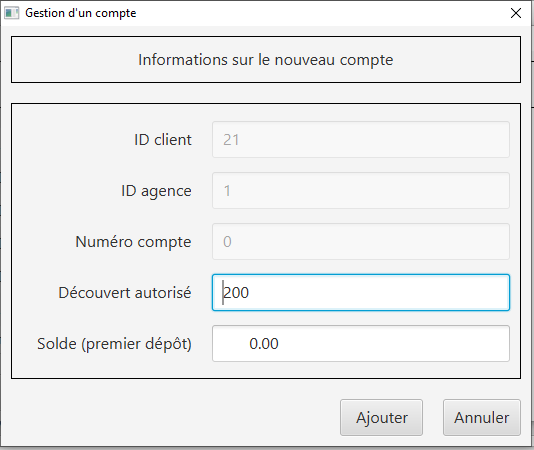 Gestion d'un compte
Informations sur le nouveau compte
ID client 21
ID agence 1
Numéro compte 0
Découvert autorisé 200
Solde (premier dépôt) 0.00
Ajouter Annuler